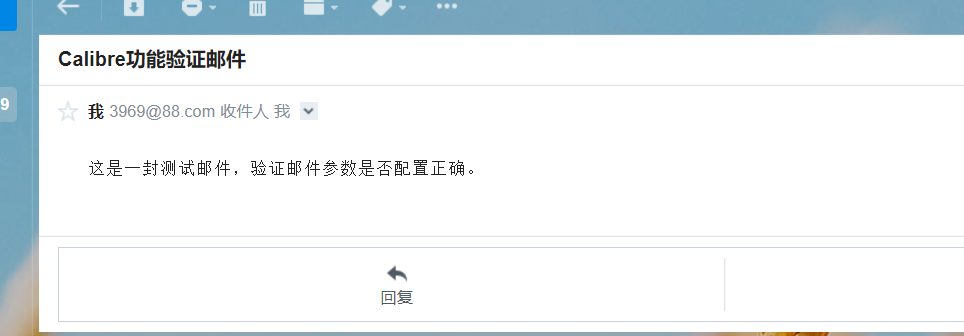 9
Calibre功能验证邮件
我 3969@88.com 收件人 我
这是一封测试邮件，验证邮件参数是否配置正确。
回复